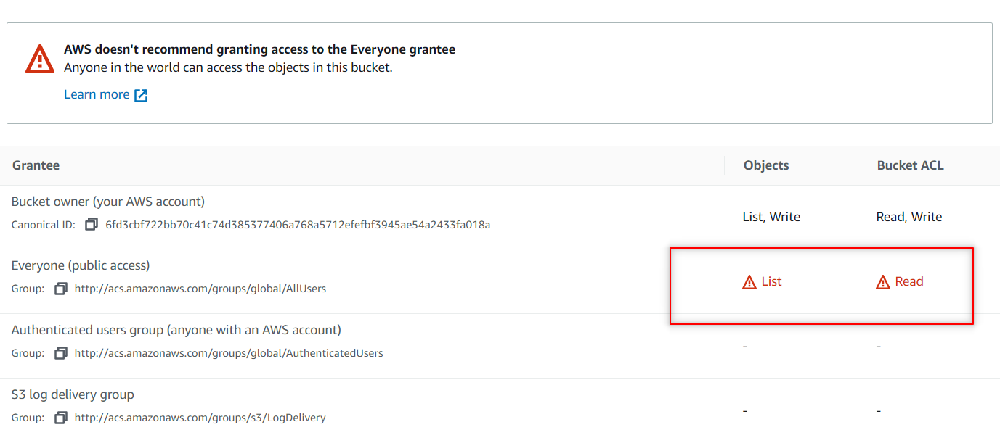 AWS doesn't recommend granting access to the Everyone grantee
Anyone in the world can access the objects in this bucket.
Learn more
Grantee Objects Bucket ACL
Bucket owner (your AWS account)
Canonical ID: 6fd3cbf722bb70c41c74d385377406a768a5712efefbf3945ae54a2433fa018a
List, Write Read, Write
Everyone (public access)
Group: http://acs.amazonaws.com/groups/global/AllUsers
List Read
Authenticated users group (anyone with an AWS account)
Group: http://acs.amazonaws.com/groups/global/AuthenticatedUsers
- -
S3 log delivery group
Group: http://acs.amazonaws.com/groups/s3/LogDelivery
- -